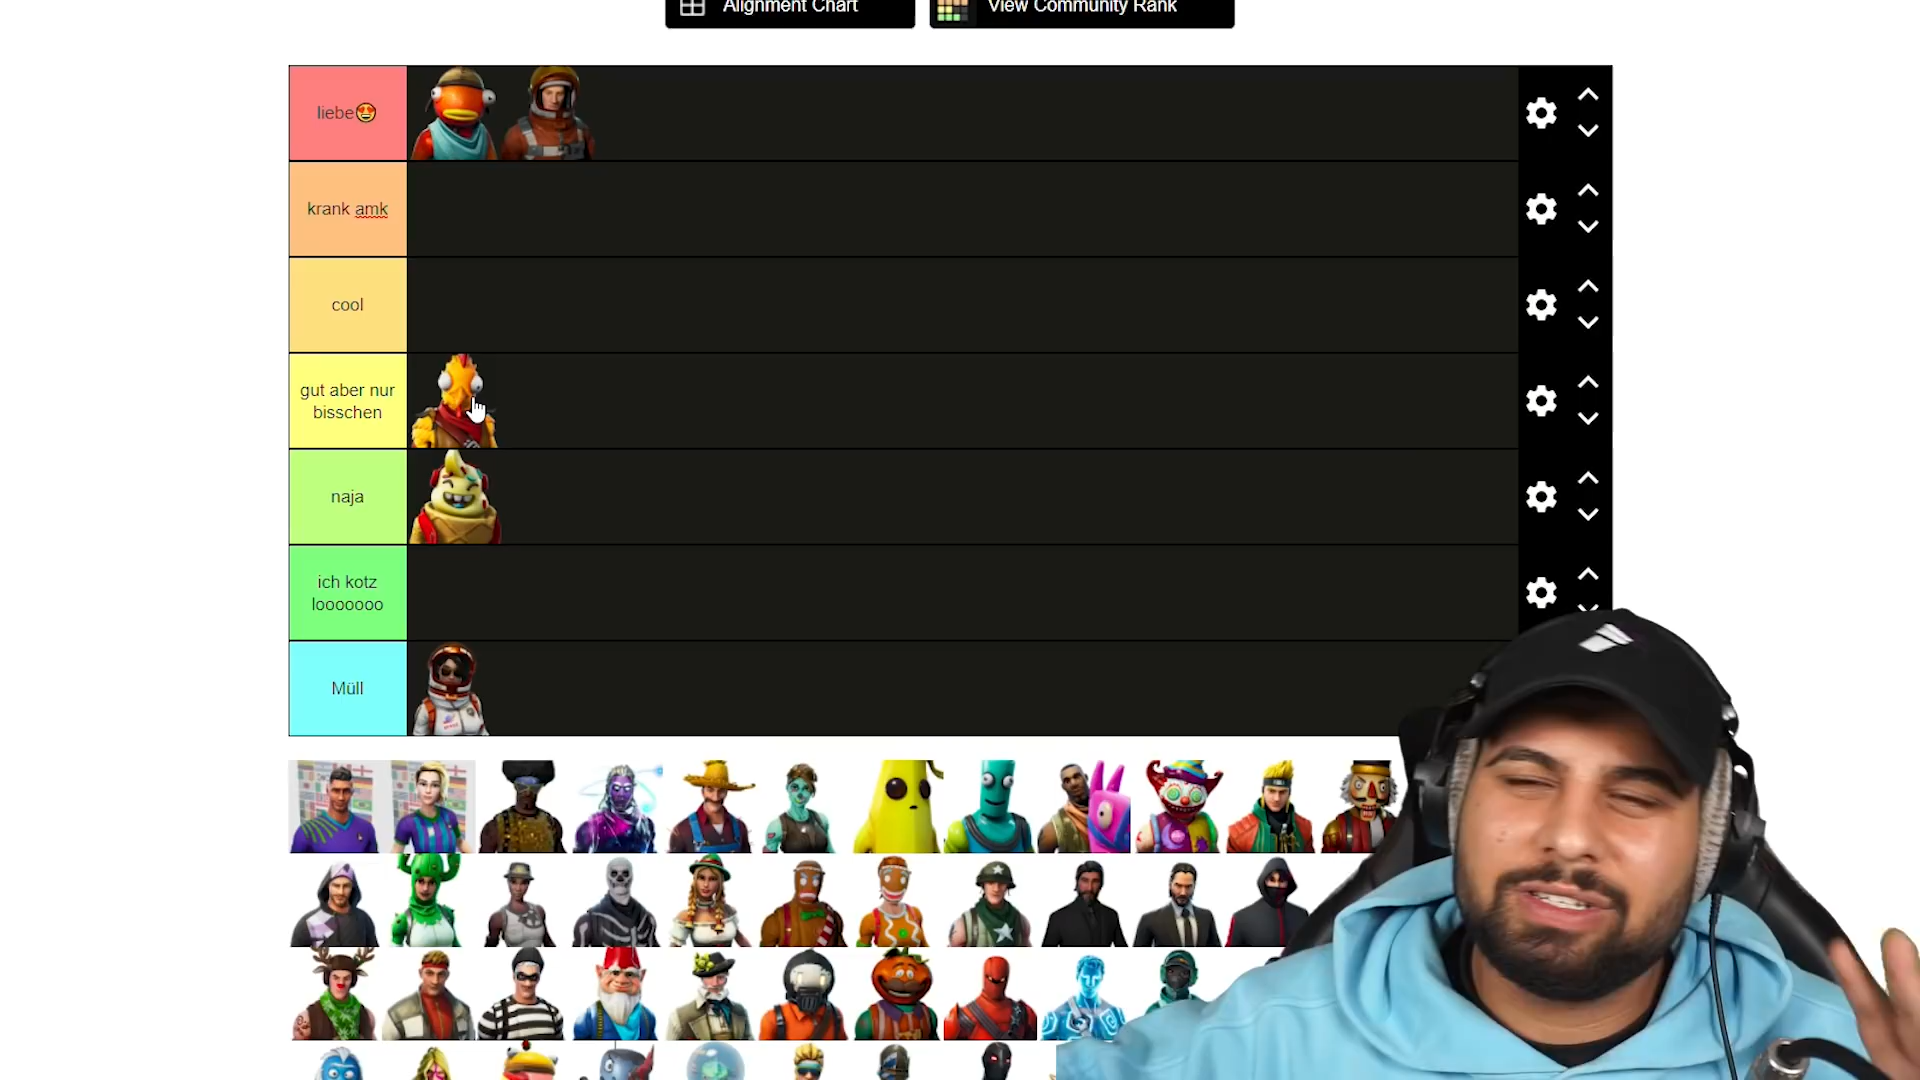 Alignment Chart
View Community Rank
liebe😍
krank amk
cool
gut aber nur
bisschen
naja
ich kotz
looooooo
Müll